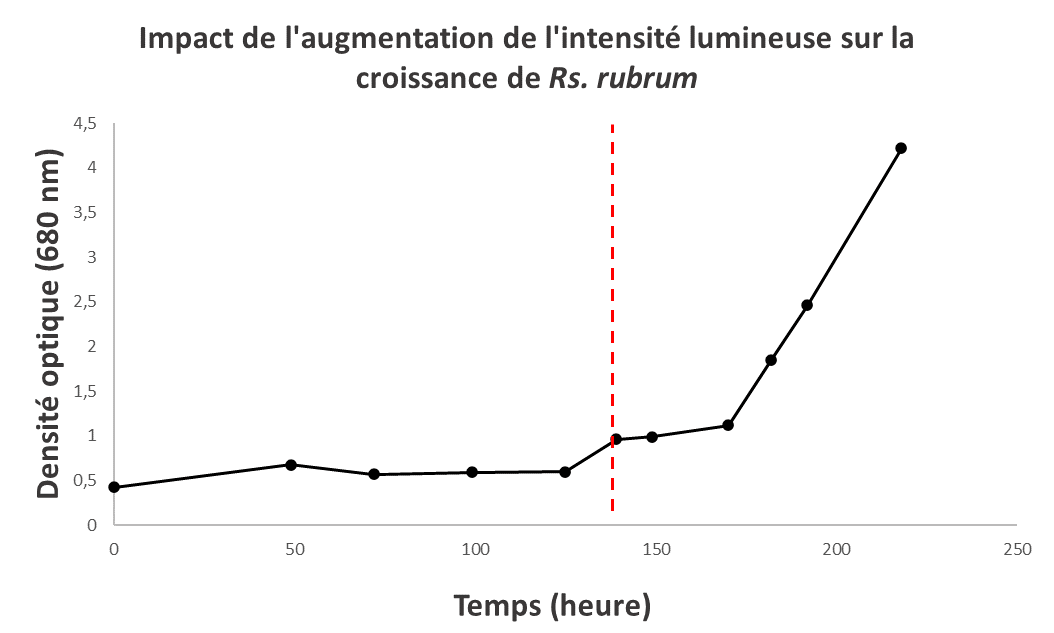 Impact de l'augmentation de l'intensité lumineuse sur la
croissance de Rs. rubrum
Densité optique (680 nm)
4,5
4
3,5
3
2,5
2
1,5
1
0,5
0
0 50 100 150 200 250
Temps (heure)